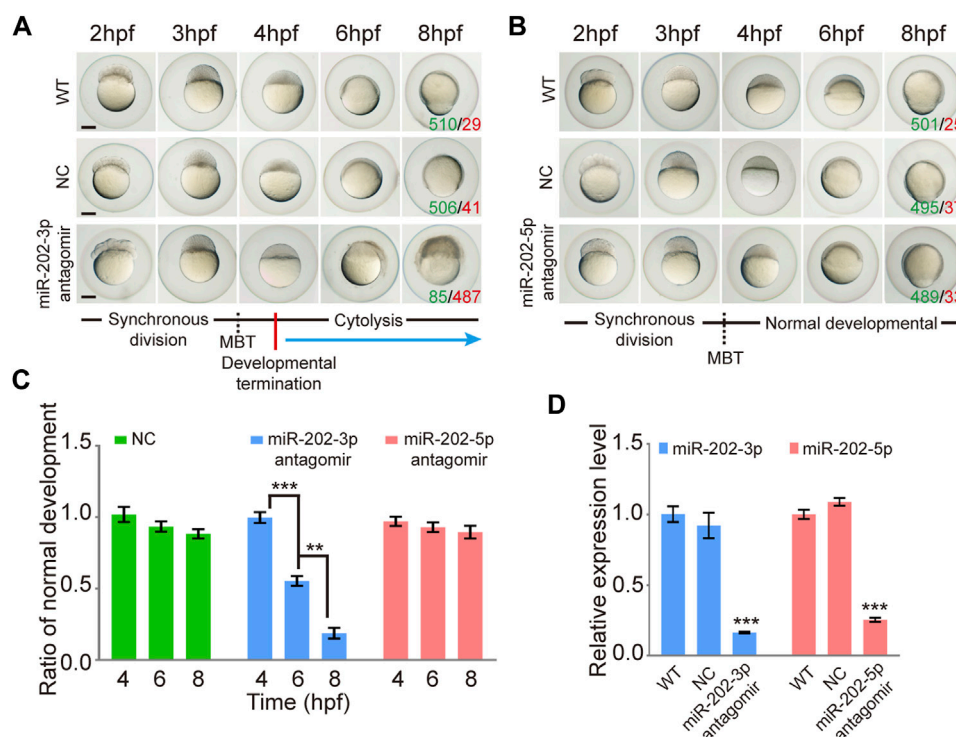 A
2hpf 3hpf 4hpf 6hpf 8hpf
WT
510/29
NC
506/41
miR-202-3p
antagomir
85/487
Synchronous
division
MBT
Cytolysis
Developmental
termination
B
2hpf 3hpf 4hpf 6hpf 8hpf
WT
501/25
NC
495/37
miR-202-5p
antagomir
489/33
Synchronous
division
MBT
Normal developmental
C
Ratio of normal development
1.5
1.0
0.5
0.0
NC
miR-202-3p
antagomir
miR-202-5p
antagomir
***
**
4 6 8 4 6 8 4 6 8
Time (hpf)
D
Relative expression level
1.5
1.0
0.5
0.0
miR-202-3p
miR-202-5p
***
***
WT
NC
miR-202-3p
antagomir
WT
NC
miR-202-5p
antagomir